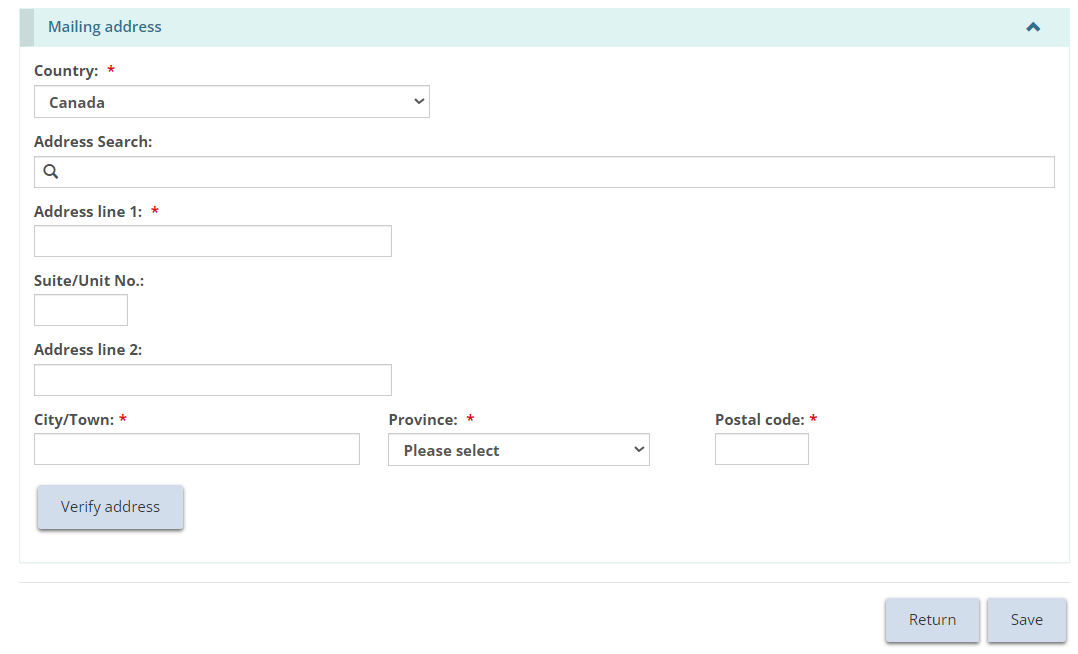 Mailing address
Country: *
Canada
Address Search:
Address line 1: *
Suite/Unit No.:
Address line 2:
City/Town: * Province: * Postal code: *
Please select
Verify address
Return Save